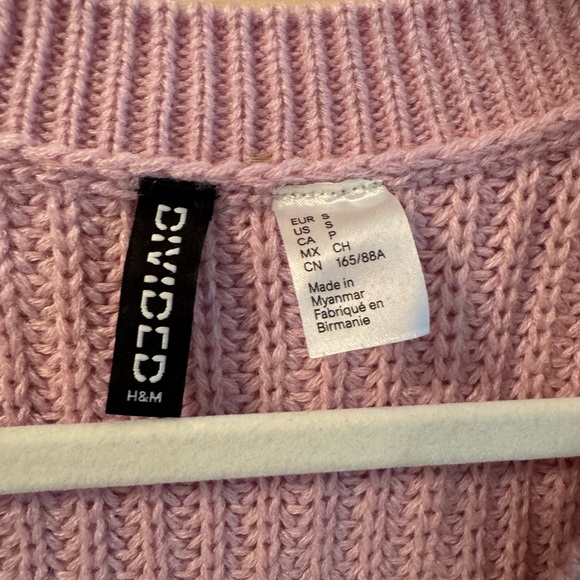 DIVIDED
H&M
EUR S
US S
CA P
MX CH
CN 165/88A
Made in
Myanmar
Fabriqué en
Birmanie